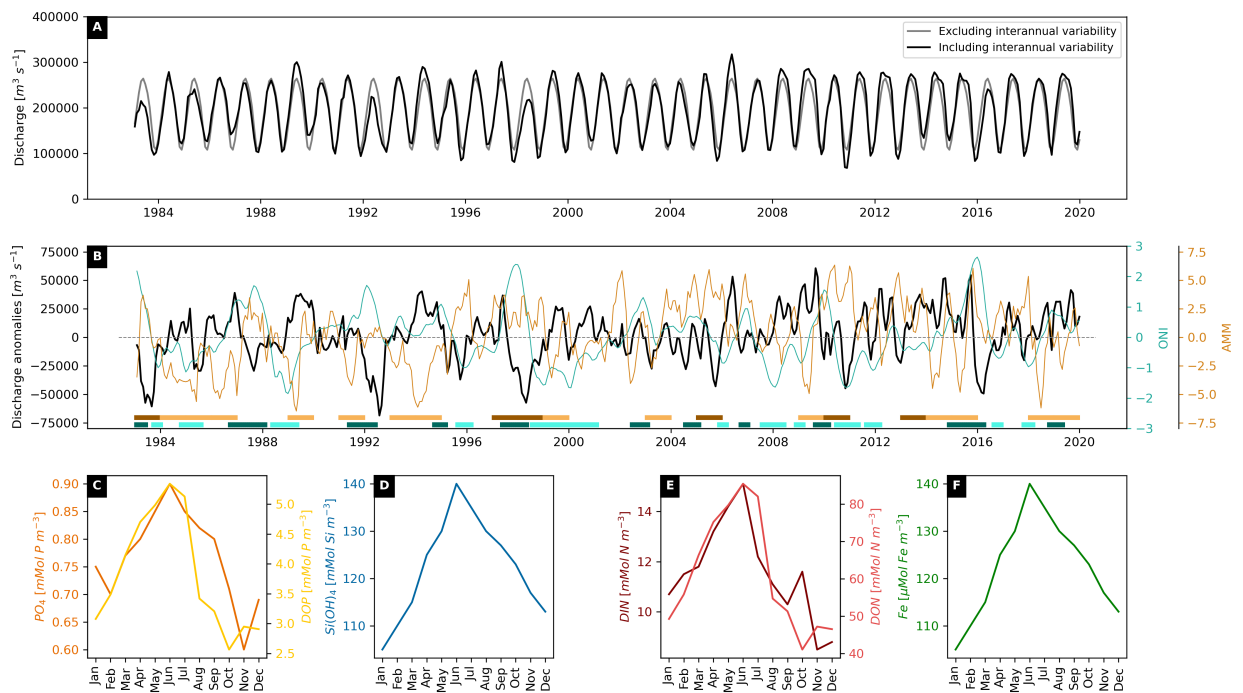 A
Discharge [m³ s⁻¹]
400000
300000
200000
100000
0
Excluding interannual variability
Including interannual variability
1984 1988 1992 1996 2000 2004 2008 2012 2016 2020
B
Discharge anomalies [m³ s⁻¹]
75000
50000
25000
0
−25000
−50000
−75000
3
2
1
0
−1
−2
−3
ONI
7.5
5.0
2.5
0.0
−2.5
−5.0
−7.5
AMM
1984 1988 1992 1996 2000 2004 2008 2012 2016 2020
C
PO₄ [mMol P m⁻³]
0.90
0.85
0.80
0.75
0.70
0.65
0.60
5.0
4.5
4.0
3.5
3.0
2.5
DOP [mMol P m⁻³]
Jan Feb Mar Apr May Jun Jul Aug Sep Oct Nov Dec
D
Si(OH)₄ [mMol Si m⁻³]
140
130
120
110
Jan Feb Mar Apr May Jun Jul Aug Sep Oct Nov Dec
E
DIN [mMol N m⁻³]
14
12
10
80
70
60
50
40
DON [mMol N m⁻³]
Jan Feb Mar Apr May Jun Jul Aug Sep Oct Nov Dec
F
Fe [μMol Fe m⁻³]
140
130
120
110
Jan Feb Mar Apr May Jun Jul Aug Sep Oct Nov Dec